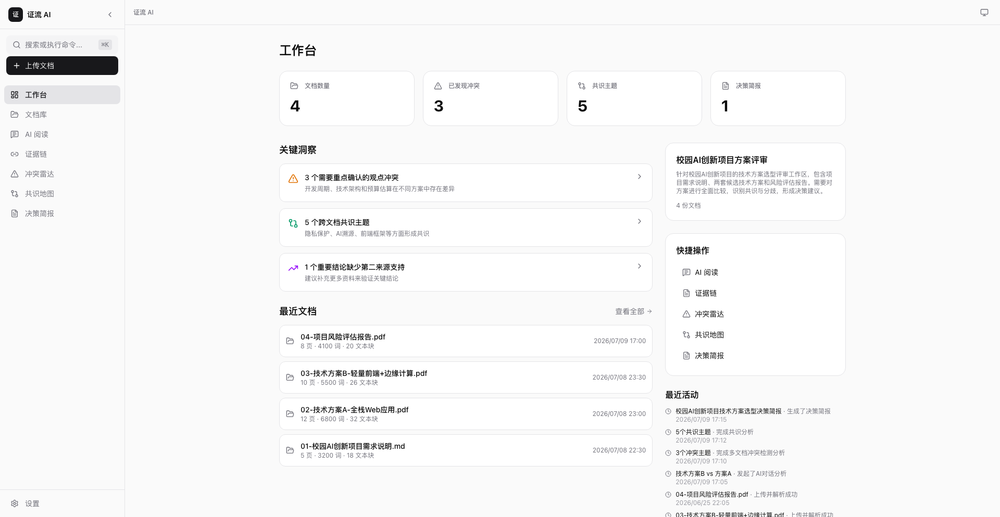 证 证流 AI
搜索或执行命令... ⌘K
上传文档
工作台
文档库
AI 阅读
证据链
冲突雷达
共识地图
决策简报
设置
证流 AI
工作台
文档数量
4
已发现冲突
3
共识主题
5
决策简报
1
关键洞察
3 个需要重点确认的观点冲突
开发周期、技术架构和预算估算在不同方案中存在差异
5 个跨文档共识主题
隐私保护、AI溯源、前端框架等方面形成共识
1 个重要结论缺少第二来源支持
建议补充更多资料来验证关键结论
最近文档
查看全部
04-项目风险评估报告.pdf
8 页 · 4100 词 · 20 文本块
2026/07/09 17:00
03-技术方案B-轻量前端+边缘计算.pdf
10 页 · 5500 词 · 26 文本块
2026/07/08 23:30
02-技术方案A-全栈Web应用.pdf
12 页 · 6800 词 · 32 文本块
2026/07/08 23:00
01-校园AI创新项目需求说明.md
5 页 · 3200 词 · 18 文本块
2026/07/08 22:30
校园AI创新项目方案评审
针对校园AI创新项目的技术方案选型评审工作区，包含项
目需求说明、两套候选技术方案和风险评估报告。需要对
方案进行全面比较，识别共识与分歧，形成决策建议。
4 份文档
快捷操作
AI 阅读
证据链
冲突雷达
共识地图
决策简报
最近活动
校园AI创新项目技术方案选型决策简报 · 生成了决策简报
2026/07/09 17:15
5个共识主题 · 完成共识分析
2026/07/09 17:12
3个冲突主题 · 完成多文档冲突检测分析
2026/07/09 17:10
技术方案B vs 方案A · 发起了AI对话分析
2026/07/09 17:05
04-项目风险评估报告.pdf · 上传并解析成功
2026/06/25 22:05
03-技术方案B-轻量前端+边缘计算.pdf · 上传并解析成功